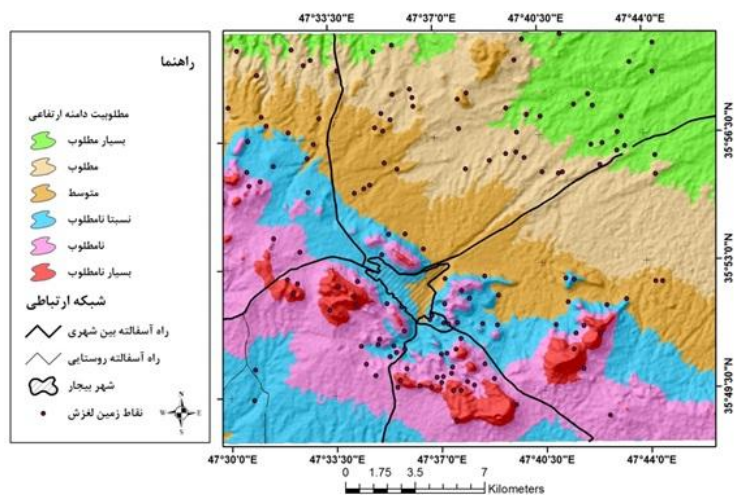 47°33'30"E 47°37'0"E 47°40'30"E 47°44'0"E
راهنما
مطلوبیت دامنه ارتفاعی
بسیار مطلوب
مطلوب
متوسط
نسبتا نامطلوب
نامطلوب
بسیار نامطلوب
شبکه ارتباطی
راه آسفالته بین شهری
راه آسفالته روستایی
شهر بیجار
نقاط زمین لغزش
N
W E
S
35°56'30"N
35°53'0"N
35°49'30"N
47°30'0"E 47°33'30"E 47°37'0"E 47°40'30"E 47°44'0"E
0 1.75 3.5 7
Kilometers